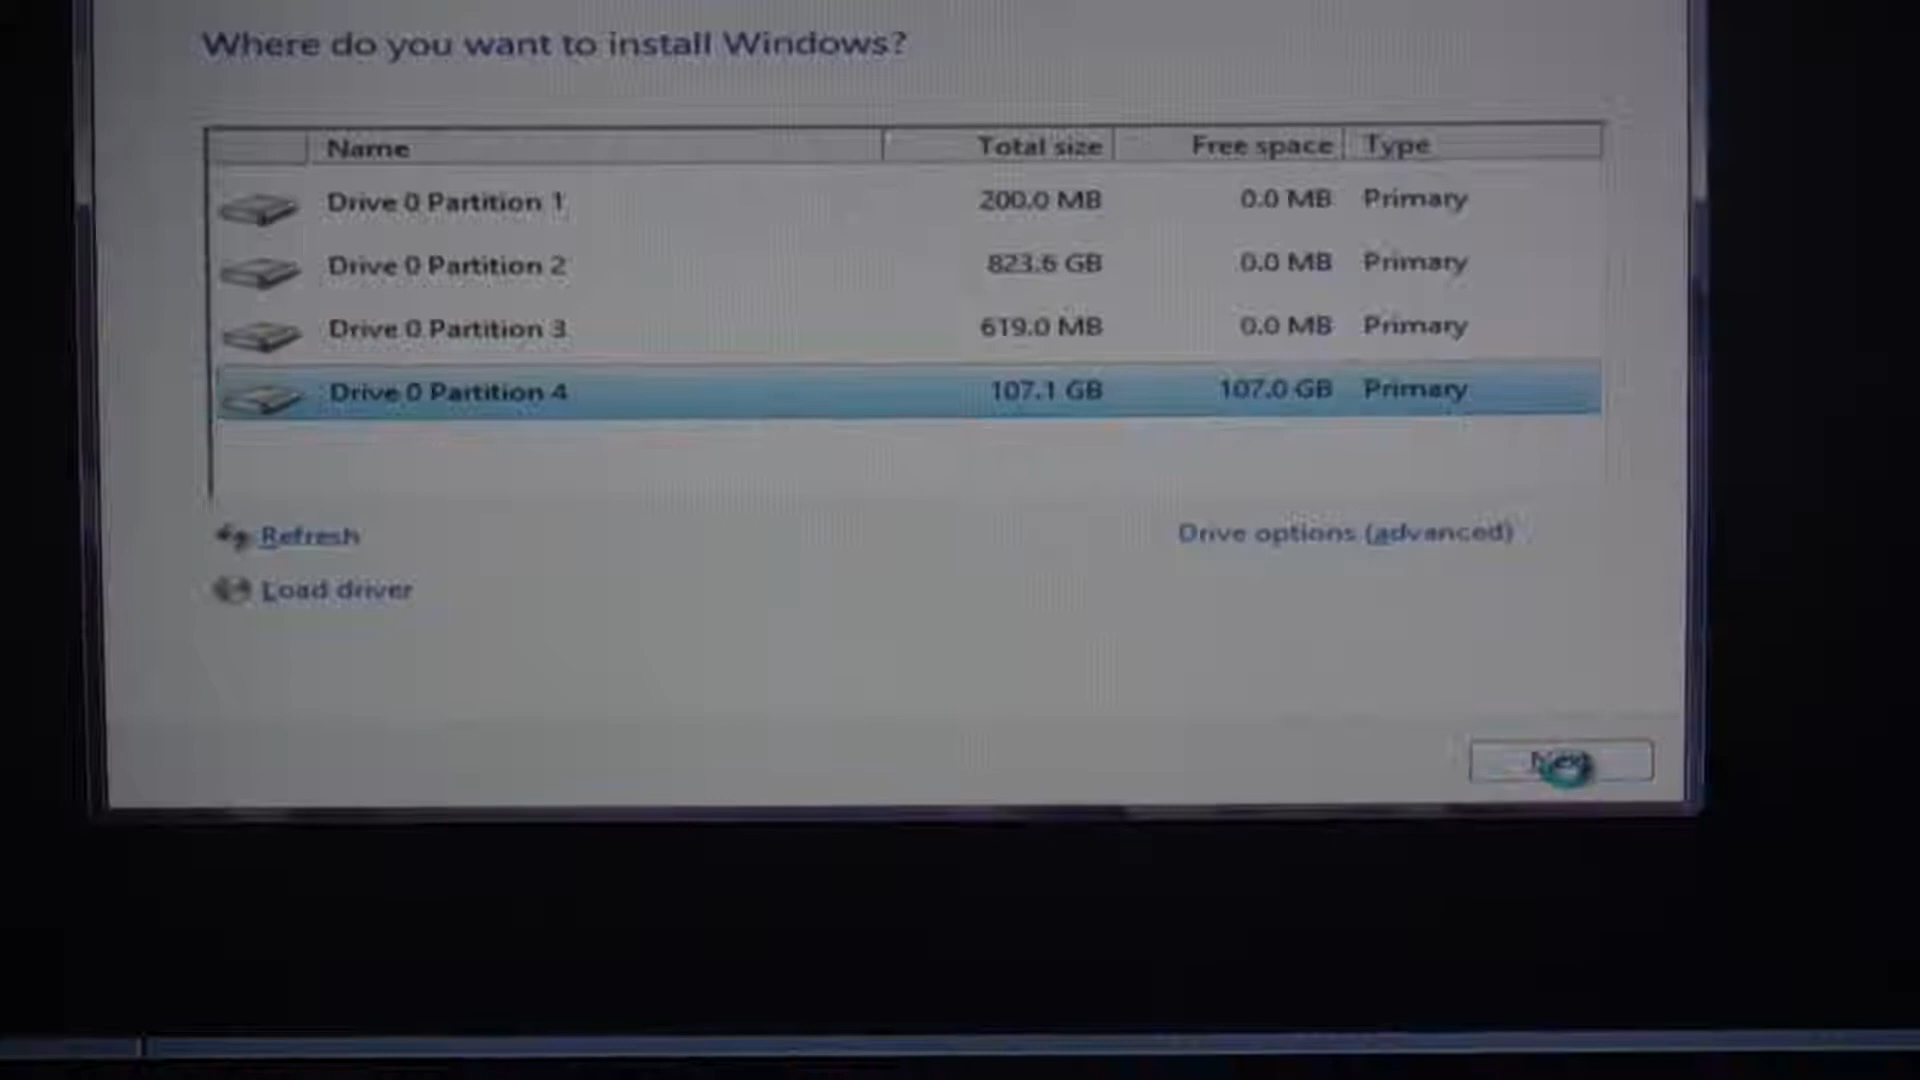 Where do you want to install Windows?
Name Total size Free space Type
Drive 0 Partition 1 200.0 MB 0.0 MB Primary
Drive 0 Partition 2 823.6 GB 0.0 MB Primary
Drive 0 Partition 3 619.0 MB 0.0 MB Primary
Drive 0 Partition 4 107.1 GB 107.0 GB Primary
Refresh Drive options (advanced)
Load driver
Next